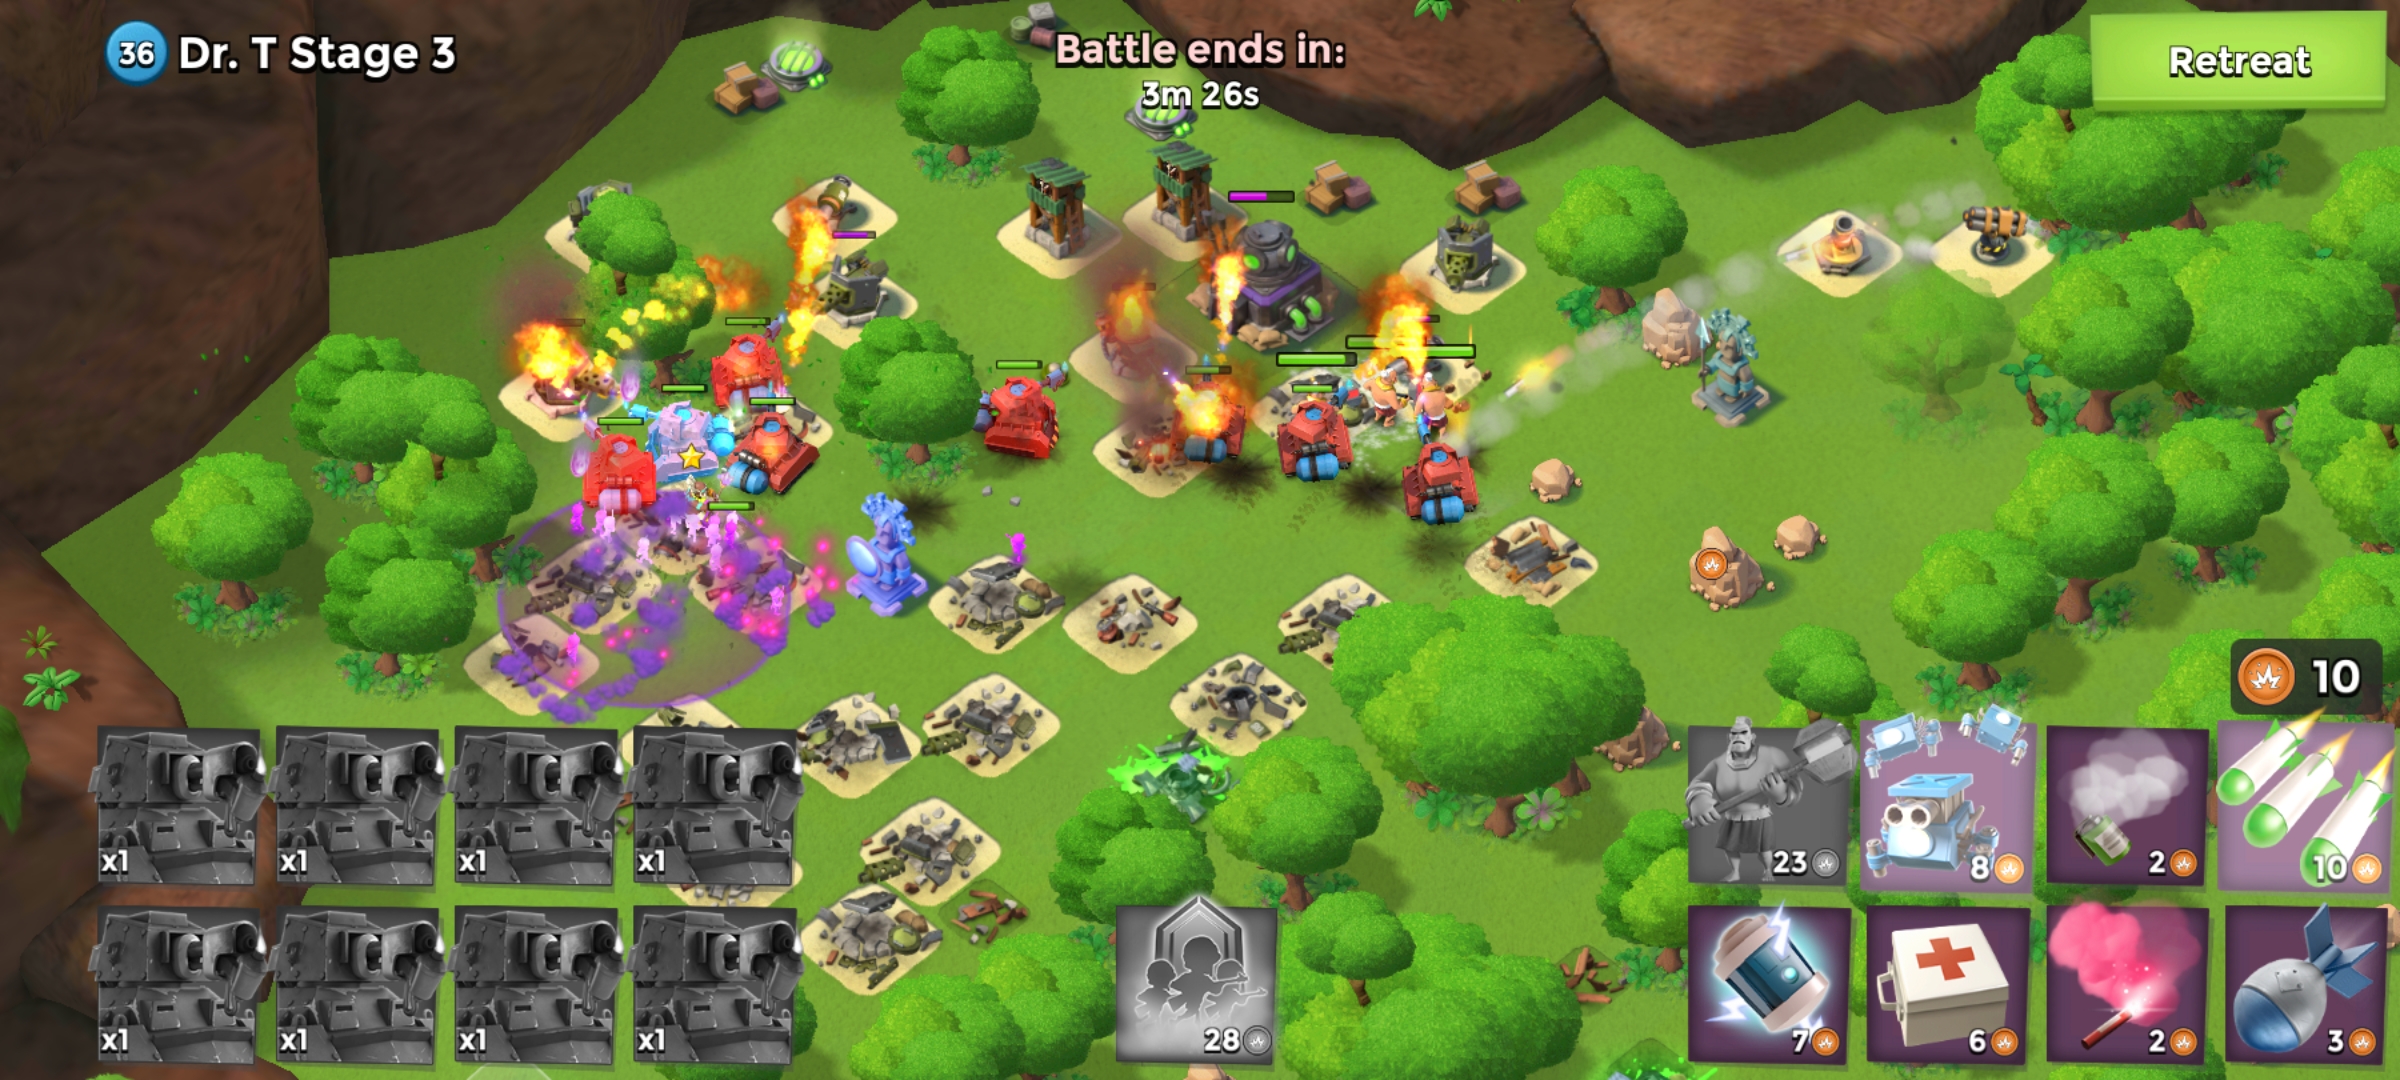 36 Dr. T Stage 3
Battle ends in:
3m 26s
Retreat
10
x1 x1 x1 x1
23 8 2 10
x1 x1 x1 x1
28
7 6 2 3